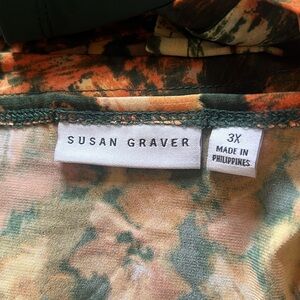 SUSAN GRAVER
3X
MADE IN
PHILIPPINES